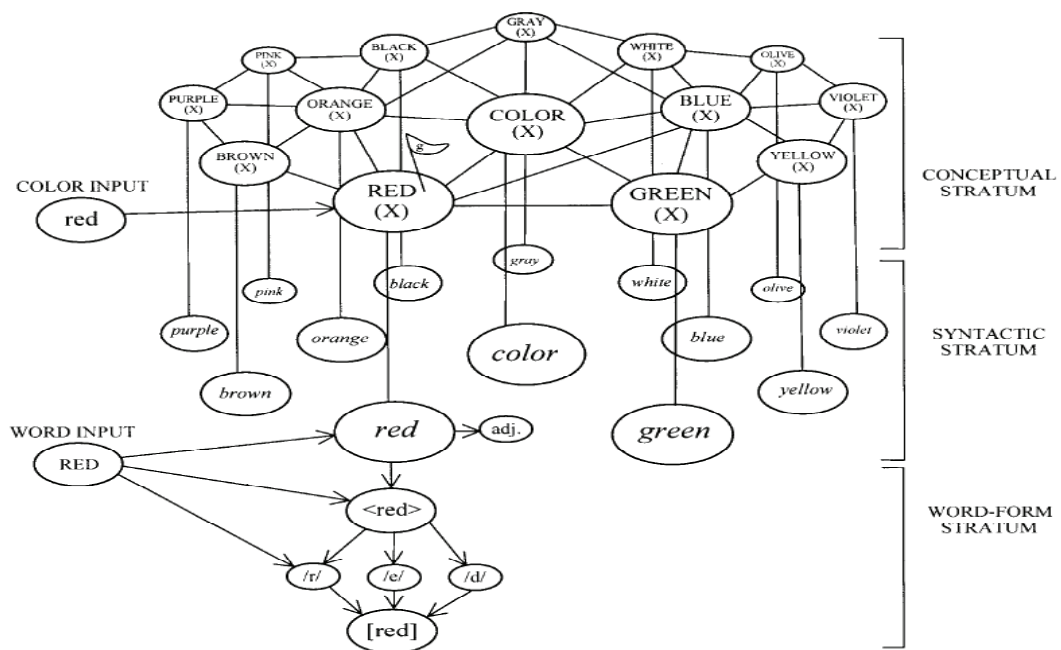 GRAY
(X)
BLACK
(X)
WHITE
(X)
PINK
(X)
OLIVE
(X)
PURPLE
(X)
ORANGE
(X)
COLOR
(X)
BLUE
(X)
VIOLET
(X)
g
BROWN
(X)
YELLOW
(X)
COLOR INPUT
red
RED
(X)
GREEN
(X)
CONCEPTUAL
STRATUM
gray
pink
black
white
olive
purple
orange
color
blue
violet
SYNTACTIC
STRATUM
brown
yellow
WORD INPUT
RED
red
adj.
green
<red>
WORD-FORM
STRATUM
/r/
/e/
/d/
[red]